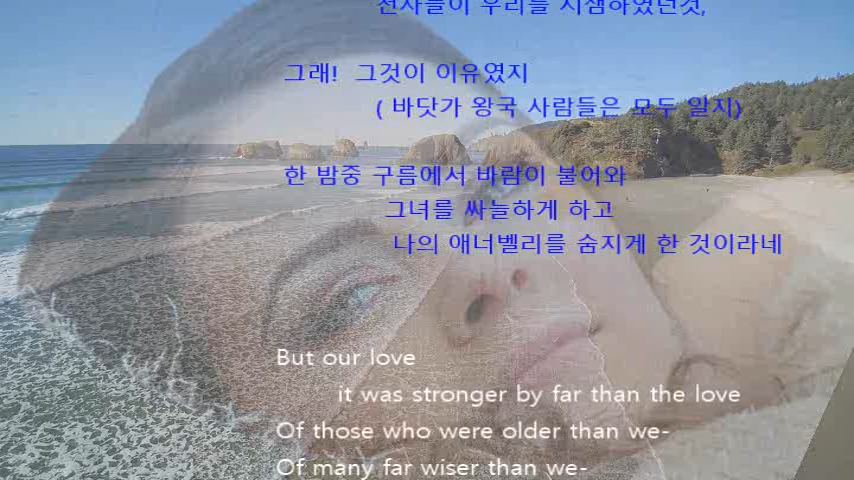 천사들이 우리를 시샘하였던것,
그래! 그것이 이유였지
( 바닷가 왕국 사람들은 모두 알지)
한 밤중 구름에서 바람이 불어와
그녀를 싸늘하게 하고
나의 애너벨리를 숨지게 한 것이라네
But our love
it was stronger by far than the love
Of those who were older than we-
Of many far wiser than we-